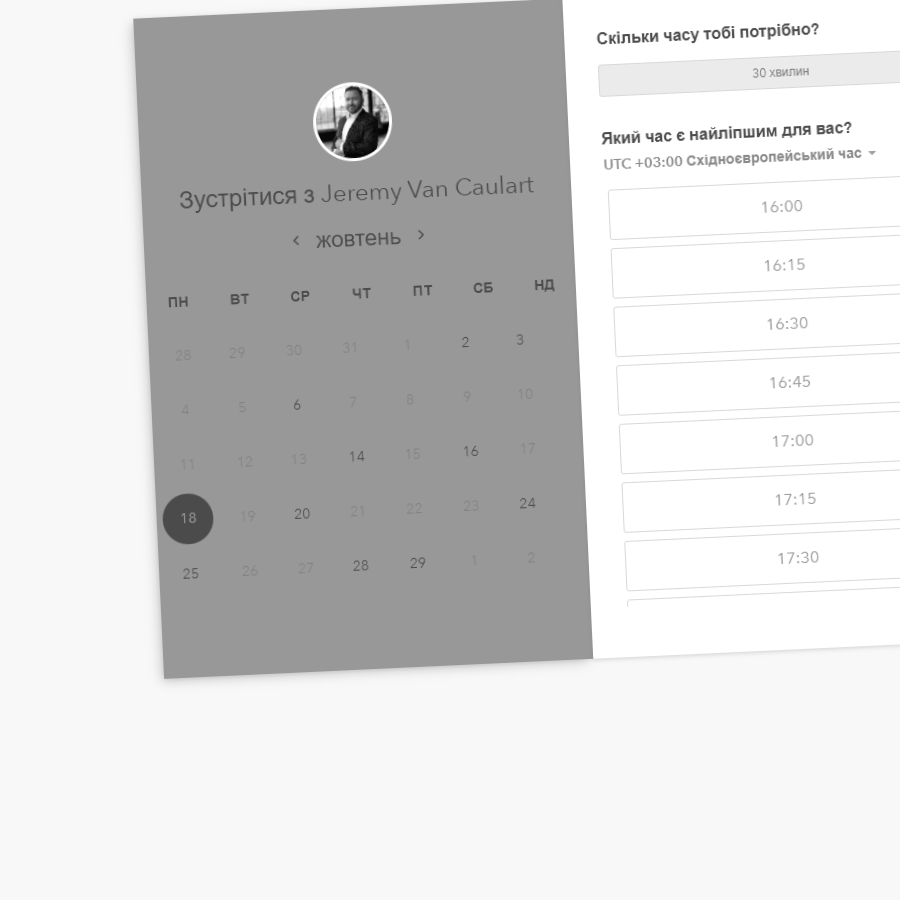 Зустрітися з Jeremy Van Caulart
‹ жовтень ›
ПН ВТ СР ЧТ ПТ СБ НД
28 29 30 31 1 2 3
4 5 6 7 8 9 10
11 12 13 14 15 16 17
18 19 20 21 22 23 24
25 26 27 28 29 1 2
Скільки часу тобі потрібно?
30 хвилин
Який час є найліпшим для вас?
UTC +03:00 Східноєвропейський час
16:00
16:15
16:30
16:45
17:00
17:15
17:30